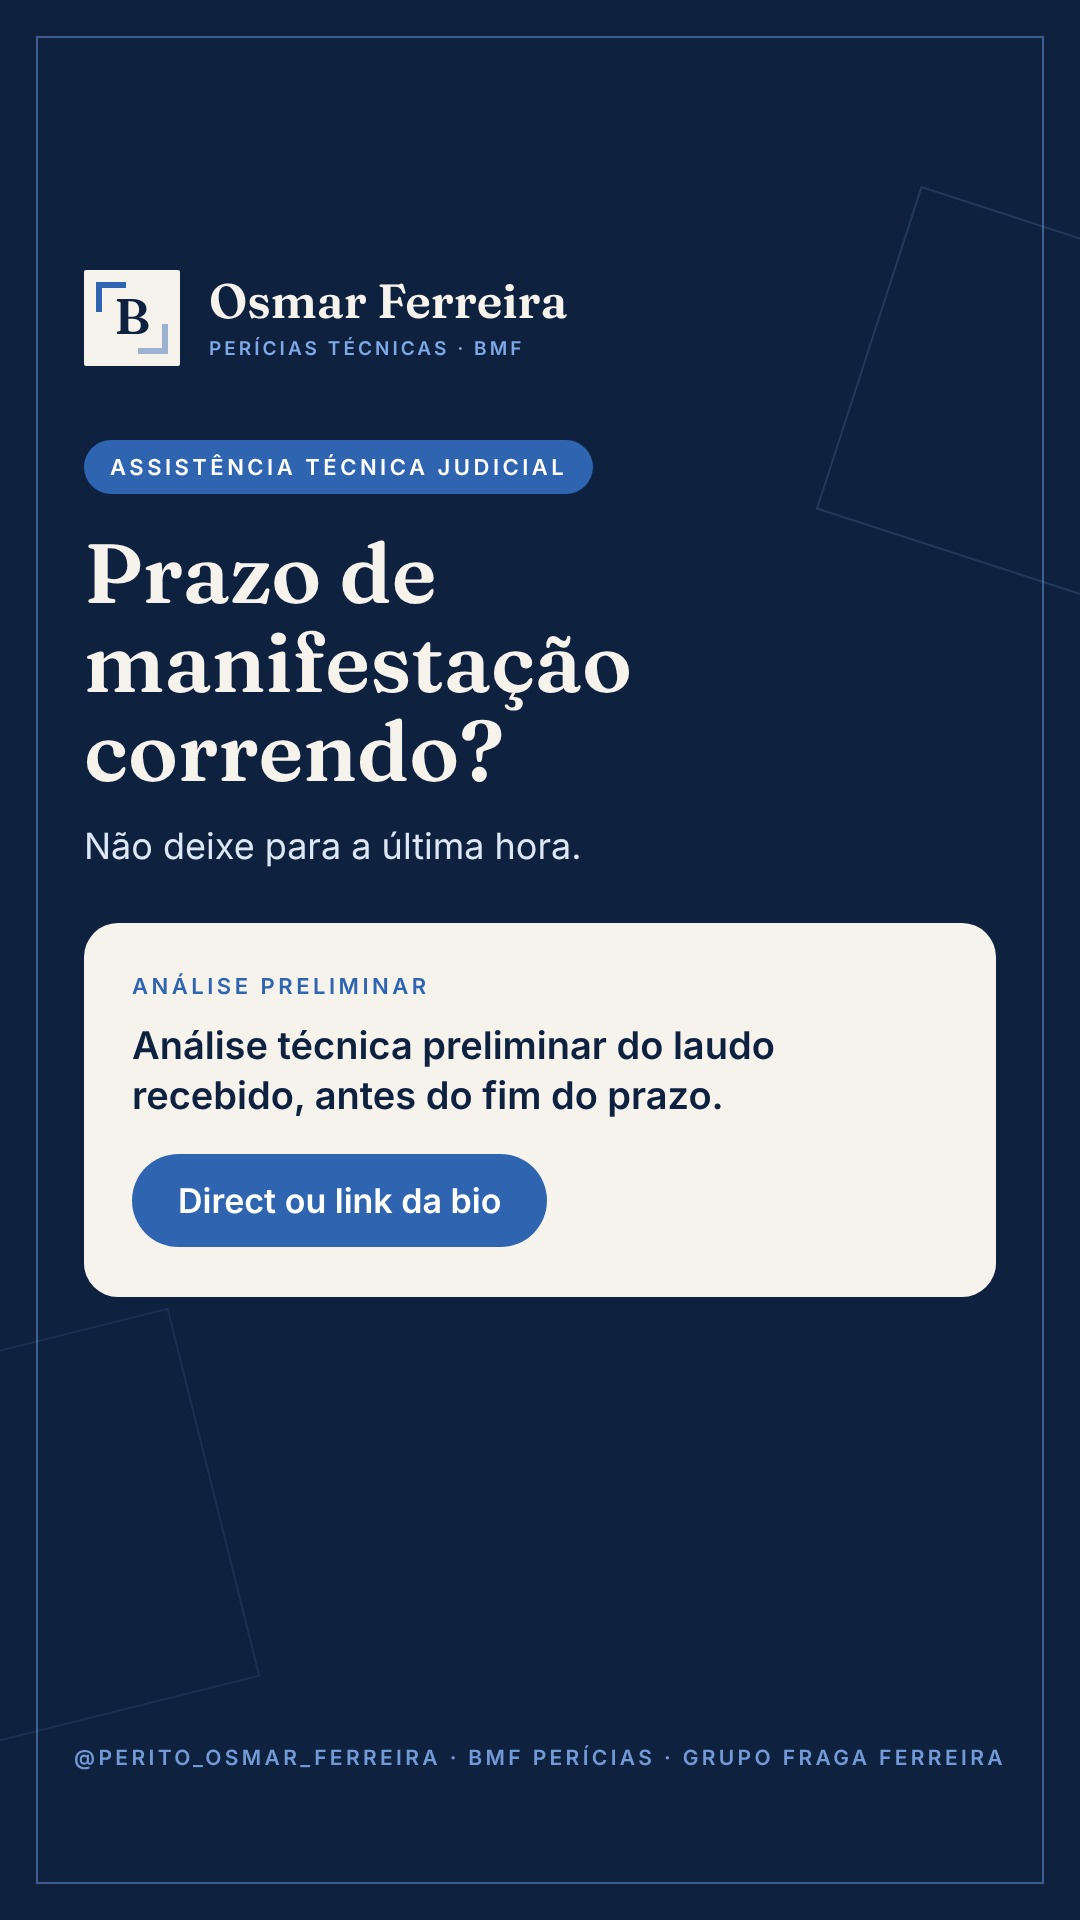 B
Osmar Ferreira
PERÍCIAS TÉCNICAS · BMF
ASSISTÊNCIA TÉCNICA JUDICIAL
Prazo de
manifestação
correndo?
Não deixe para a última hora.
ANÁLISE PRELIMINAR
Análise técnica preliminar do laudo
recebido, antes do fim do prazo.
Direct ou link da bio
@PERITO_OSMAR_FERREIRA · BMF PERÍCIAS · GRUPO FRAGA FERREIRA